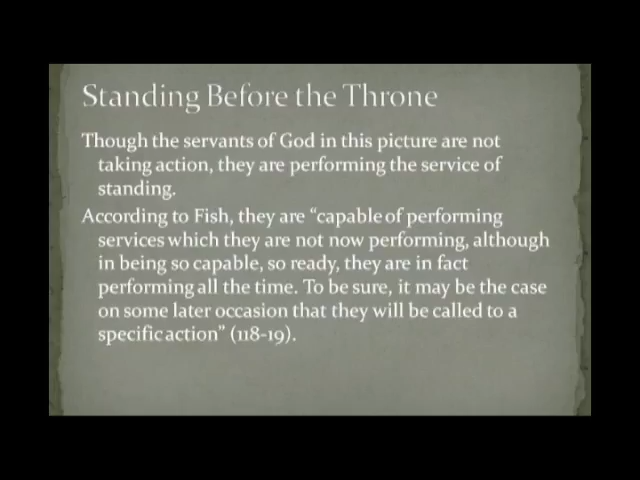 Standing Before the Throne
Though the servants of God in this picture are not
taking action, they are performing the service of
standing.
According to Fish, they are “capable of performing
services which they are not now performing, although
in being so capable, so ready, they are in fact
performing all the time. To be sure, it may be the case
on some later occasion that they will be called to a
specific action” (118-19).